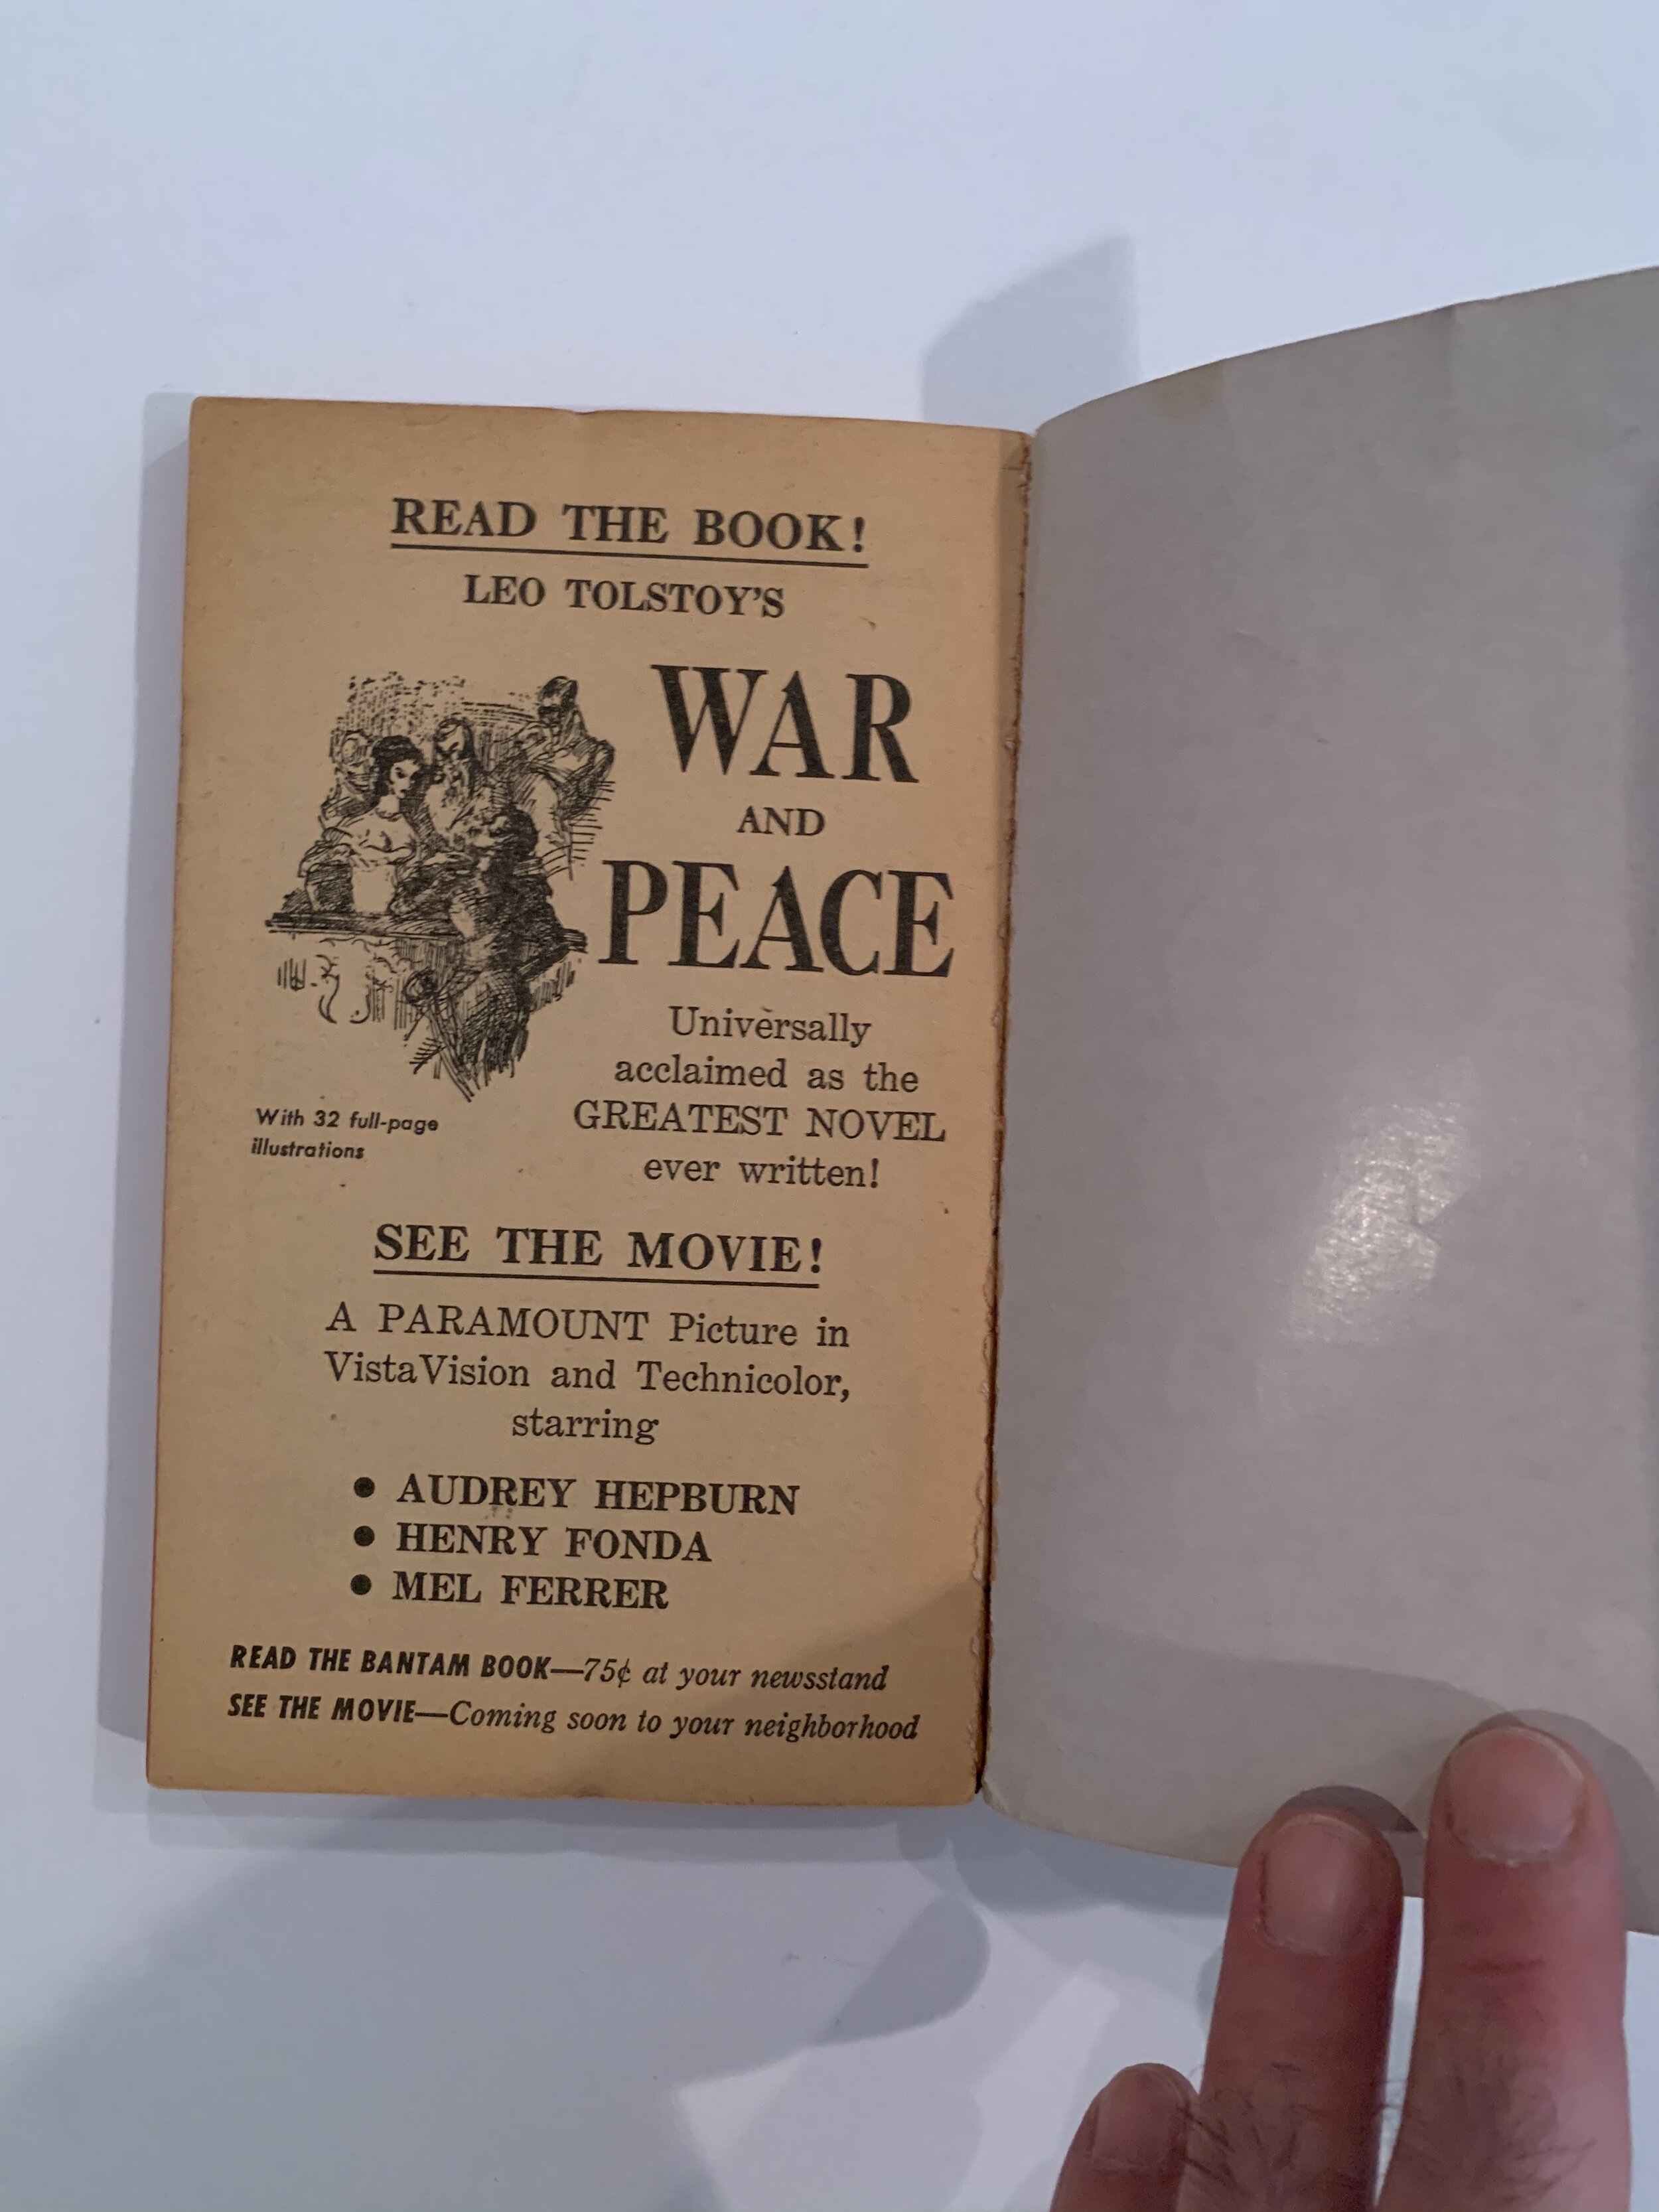 READ THE BOOK!
LEO TOLSTOY'S
WAR
AND
PEACE
Universally
acclaimed as the
GREATEST NOVEL
ever written!
With 32 full-page
illustrations
SEE THE MOVIE!
A PARAMOUNT Picture in
VistaVision and Technicolor,
starring
• AUDREY HEPBURN
• HENRY FONDA
• MEL FERRER
READ THE BANTAM BOOK—75¢ at your newsstand
SEE THE MOVIE—Coming soon to your neighborhood